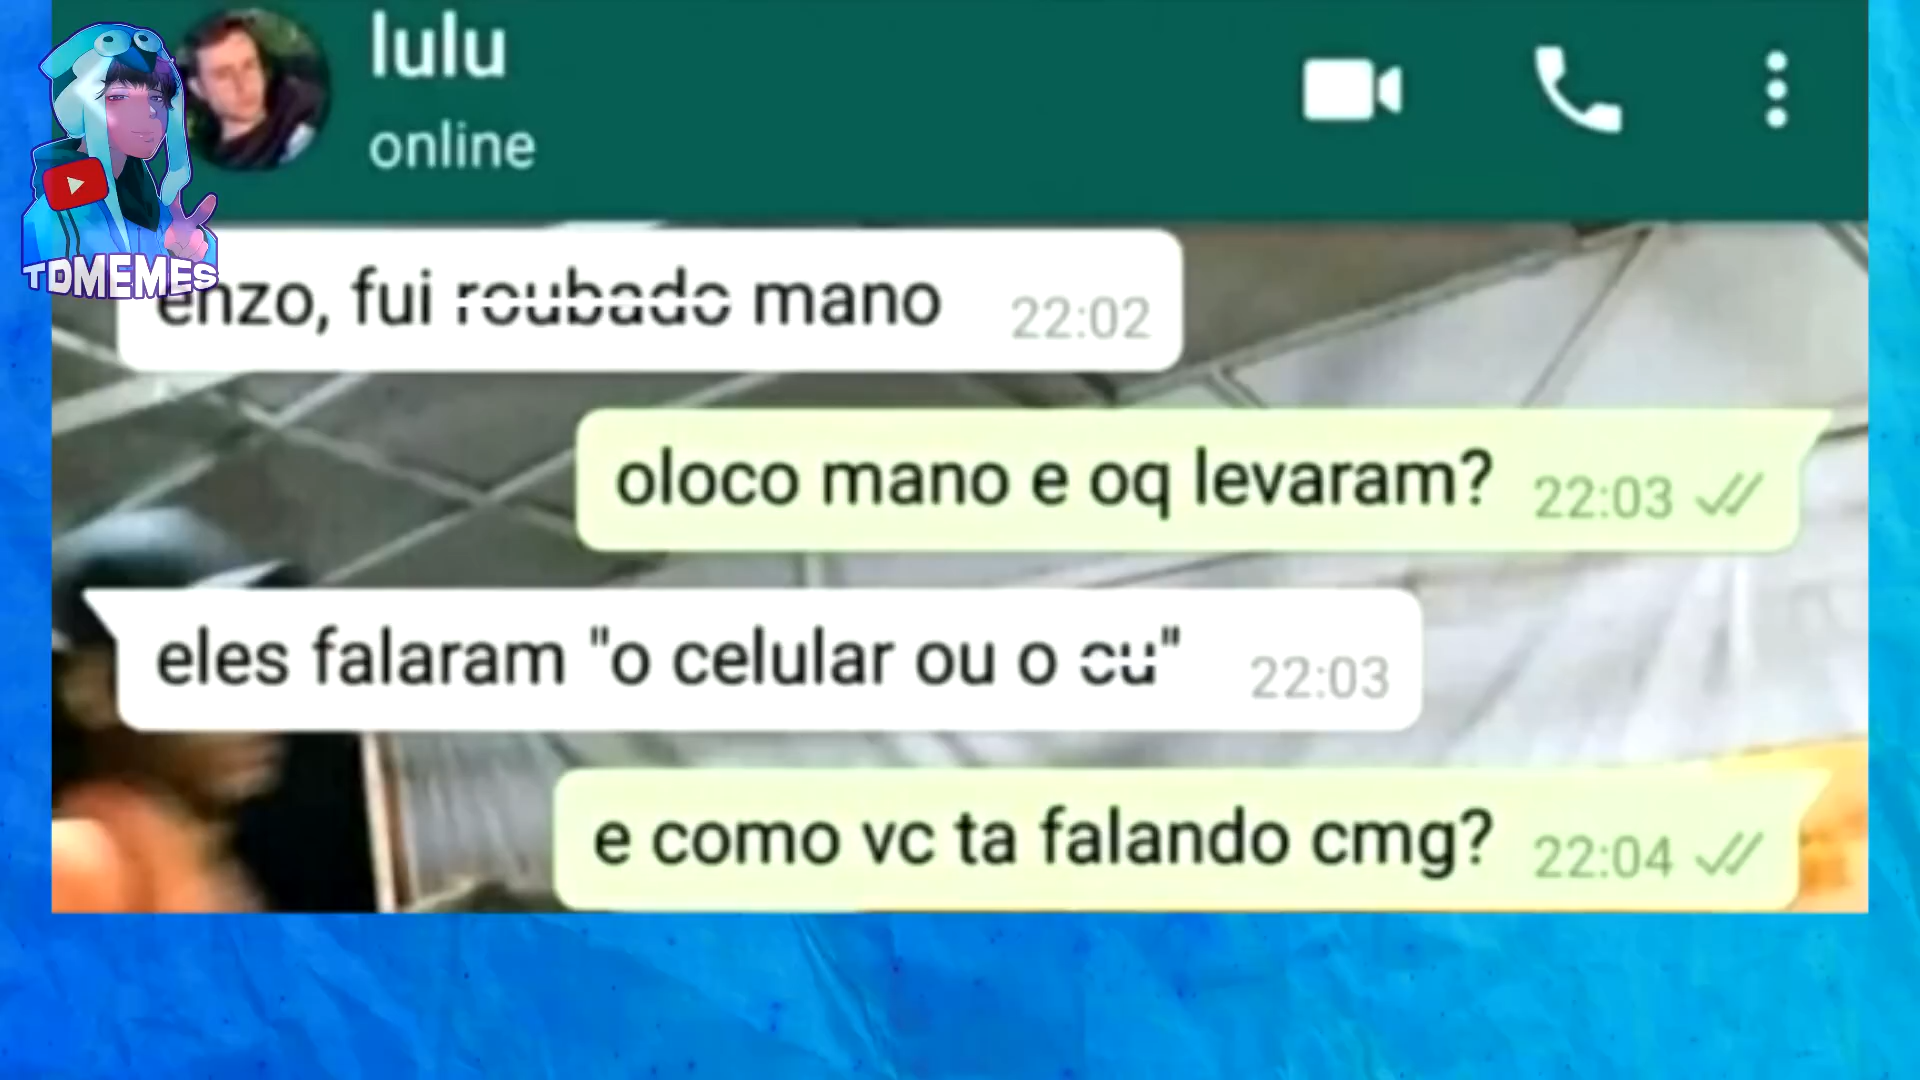 lulu
online
TDMEMES
enzo, fui roubado mano 22:02
oloco mano e oq levaram? 22:03
eles falaram "o celular ou o cu" 22:03
e como vc ta falando cmg? 22:04